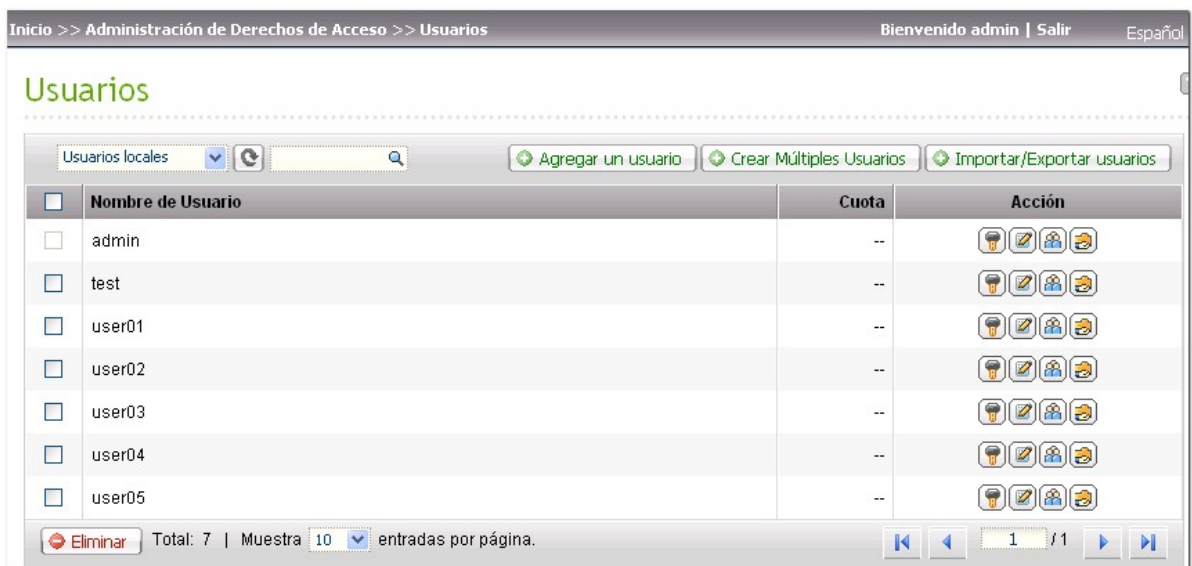 Inicio >> Administración de Derechos de Acceso >> Usuarios Bienvenido admin | Salir Español
Usuarios
Usuarios locales Agregar un usuario Crear Múltiples Usuarios Importar/Exportar usuarios
Nombre de Usuario Cuota Acción
admin --
test --
user01 --
user02 --
user03 --
user04 --
user05 --
Eliminar Total: 7 | Muestra 10 entradas por página. 1 / 1